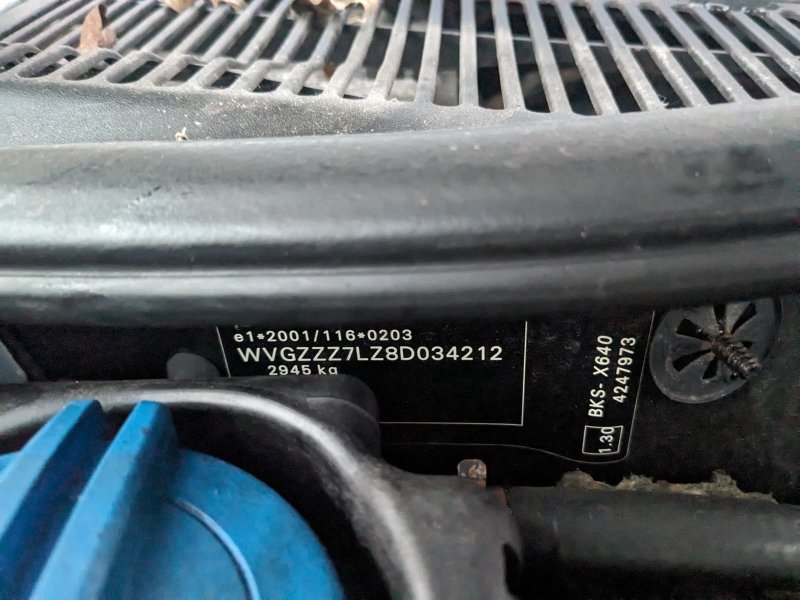 e1*2001/116*0203
WVGZZZ7LZ8D034212
2945 kg
1.30 BKS- X640
4247973